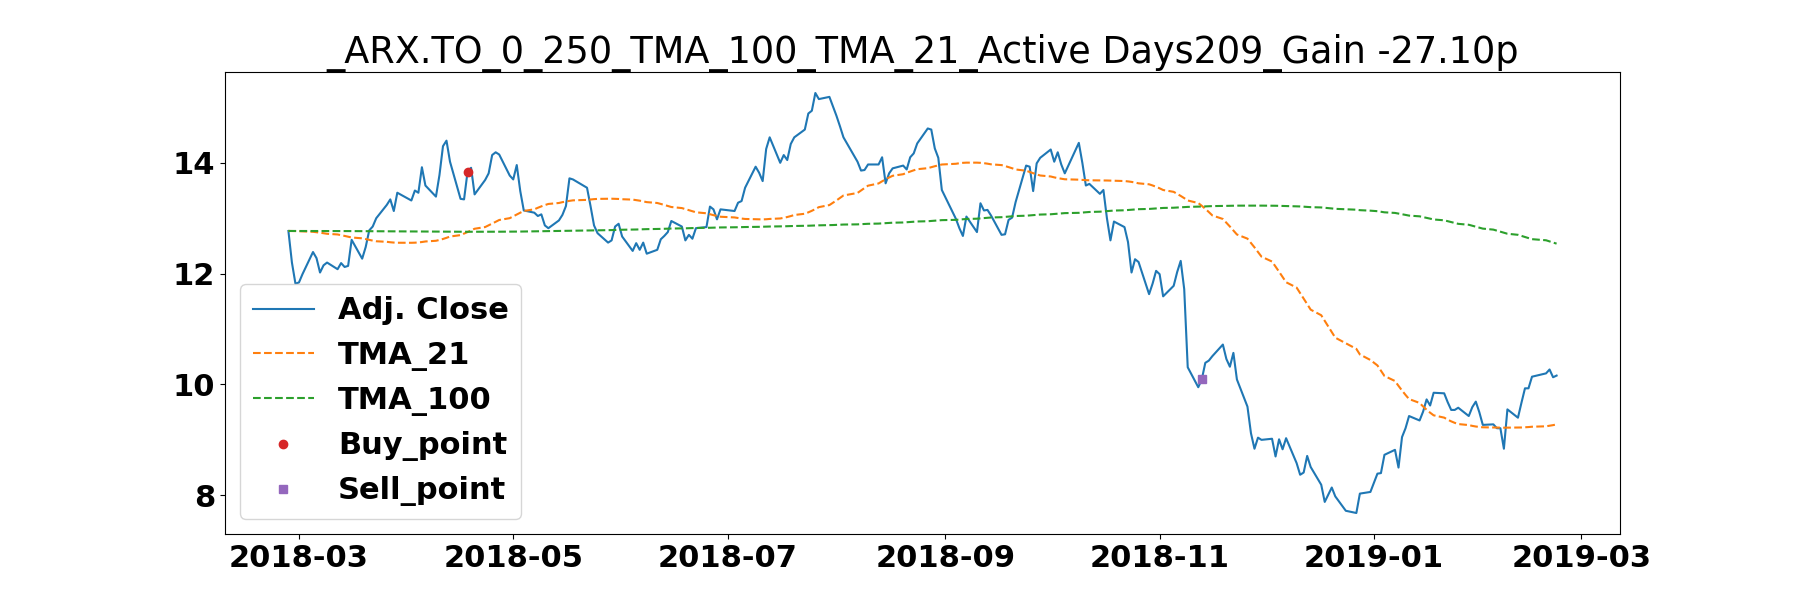 _ARX.TO_0_250_TMA_100_TMA_21_Active Days209_Gain -27.10p
14
12
10
8
Adj. Close
TMA_21
TMA_100
Buy_point
Sell_point
2018-03 2018-05 2018-07 2018-09 2018-11 2019-01 2019-03